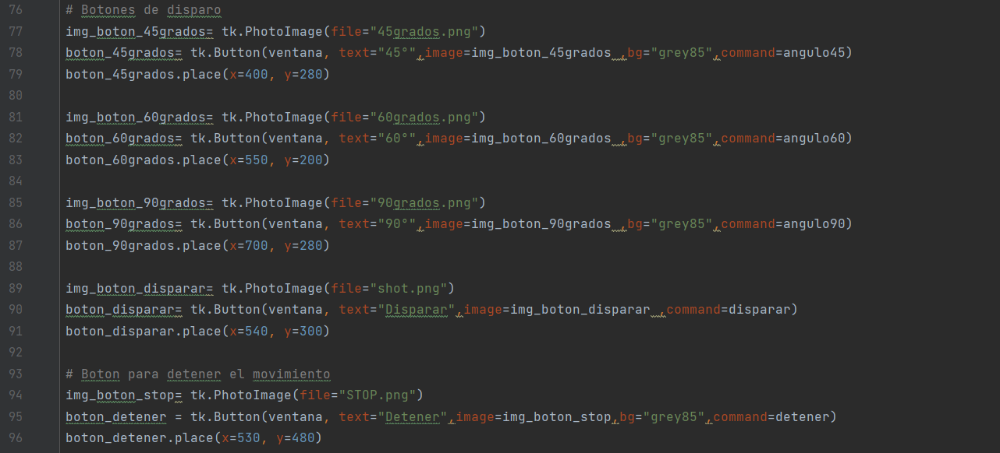 76 # Botones de disparo
77 img_boton_45grados= tk.PhotoImage(file="45grados.png")
78 boton_45grados= tk.Button(ventana, text="45°",image=img_boton_45grados ,bg="grey85",command=angulo45)
79 boton_45grados.place(x=400, y=280)
80
81 img_boton_60grados= tk.PhotoImage(file="60grados.png")
82 boton_60grados= tk.Button(ventana, text="60°",image=img_boton_60grados ,bg="grey85",command=angulo60)
83 boton_60grados.place(x=550, y=200)
84
85 img_boton_90grados= tk.PhotoImage(file="90grados.png")
86 boton_90grados= tk.Button(ventana, text="90°",image=img_boton_90grados ,bg="grey85",command=angulo90)
87 boton_90grados.place(x=700, y=280)
88
89 img_boton_disparar= tk.PhotoImage(file="shot.png")
90 boton_disparar= tk.Button(ventana, text="Disparar",image=img_boton_disparar ,command=disparar)
91 boton_disparar.place(x=540, y=300)
92
93 # Boton para detener el movimiento
94 img_boton_stop= tk.PhotoImage(file="STOP.png")
95 boton_detener = tk.Button(ventana, text="Detener",image=img_boton_stop,bg="grey85",command=detener)
96 boton_detener.place(x=530, y=480)